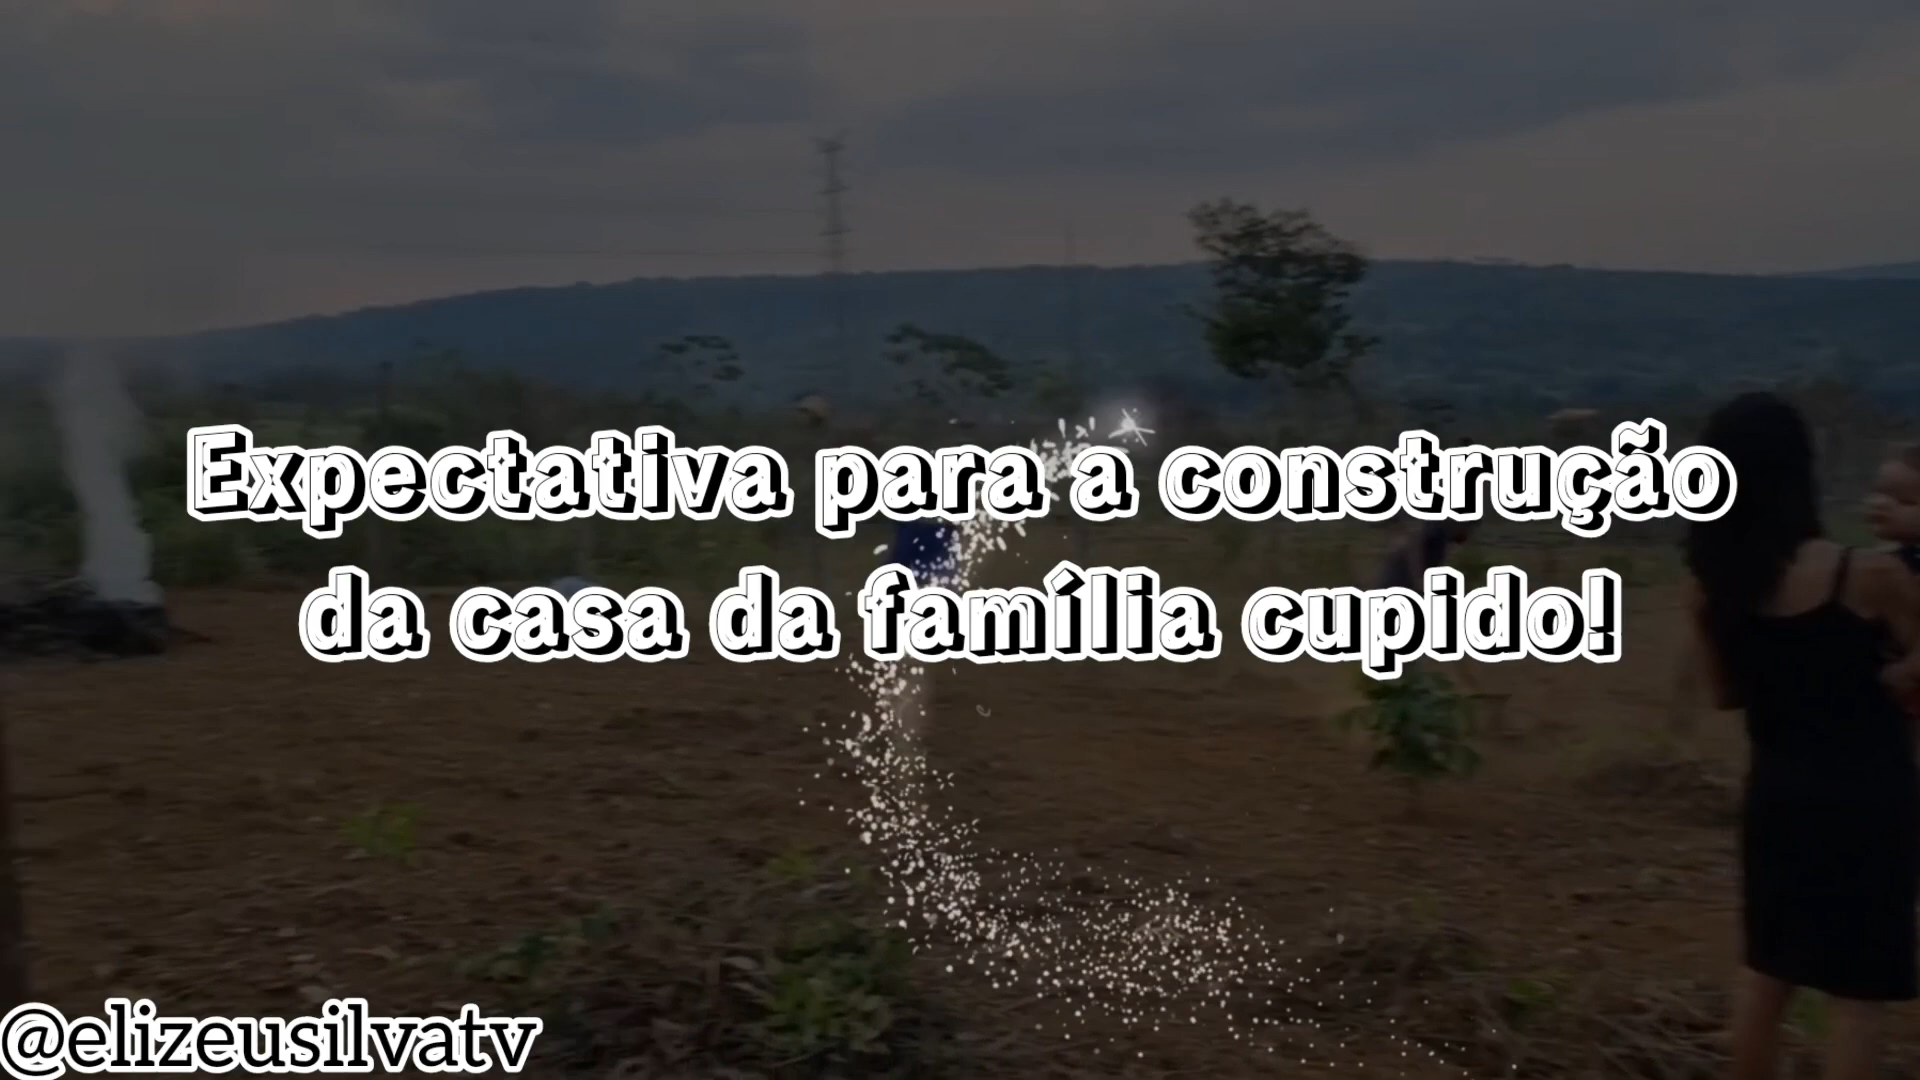 Expectativa para a construção
da casa da família cupido!
@elizeusilvatv